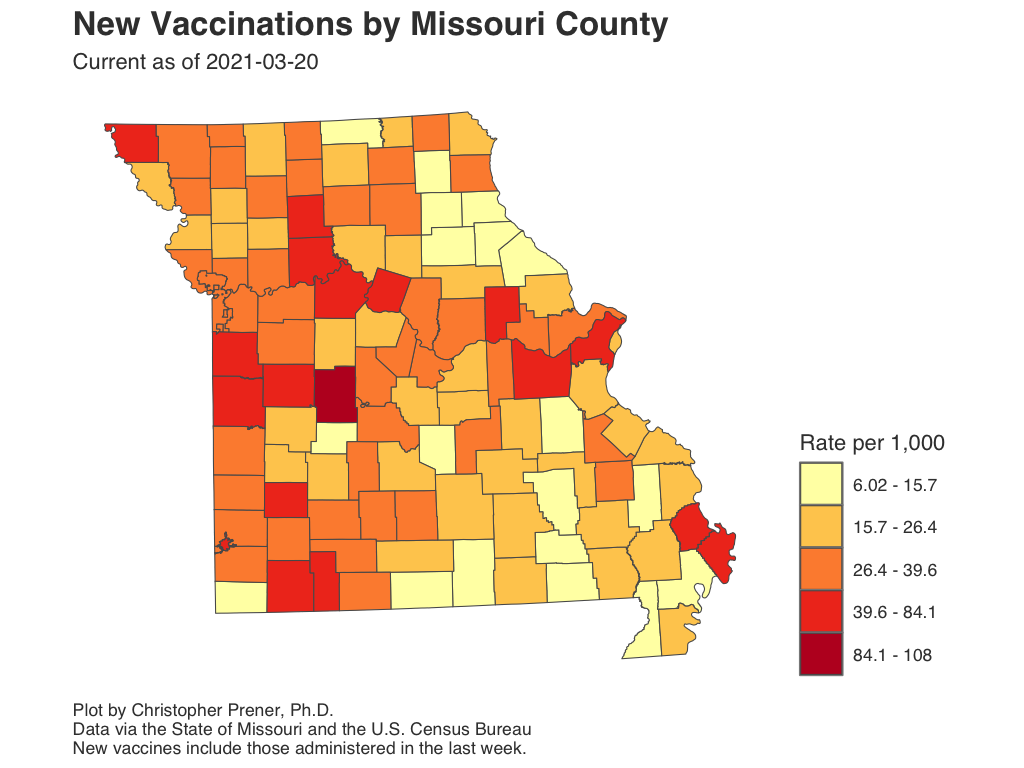 New Vaccinations by Missouri County
Current as of 2021-03-20
Rate per 1,000
6.02 - 15.7
15.7 - 26.4
26.4 - 39.6
39.6 - 84.1
84.1 - 108
Plot by Christopher Prener, Ph.D.
Data via the State of Missouri and the U.S. Census Bureau
New vaccines include those administered in the last week.